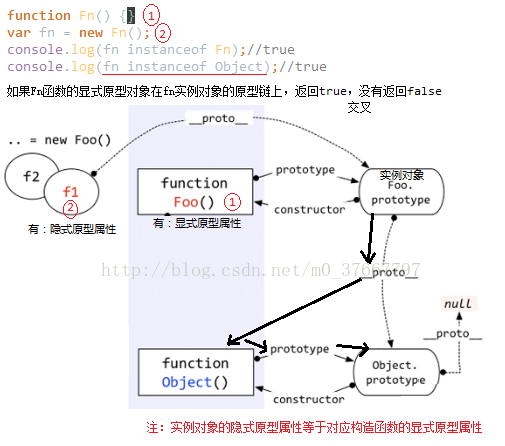 function Fn() {} ①
var fn = new Fn(); ②
console.log(fn instanceof Fn);//true
console.log(fn instanceof Object);//true
如果Fn函数的显式原型对象在fn实例对象的原型链上，返回true，没有返回false
交叉
__proto__
.. = new Foo()
f2
f1
②
有：隐式原型属性
function
Foo() ①
有：显式原型属性
prototype
constructor
实例对象
Foo.
prototype
http://blog.csdn.net/m0_37667797
__proto__
null
__proto__
function
Object()
prototype
constructor
Object.
prototype
注：实例对象的隐式原型属性等于对应构造函数的显式原型属性